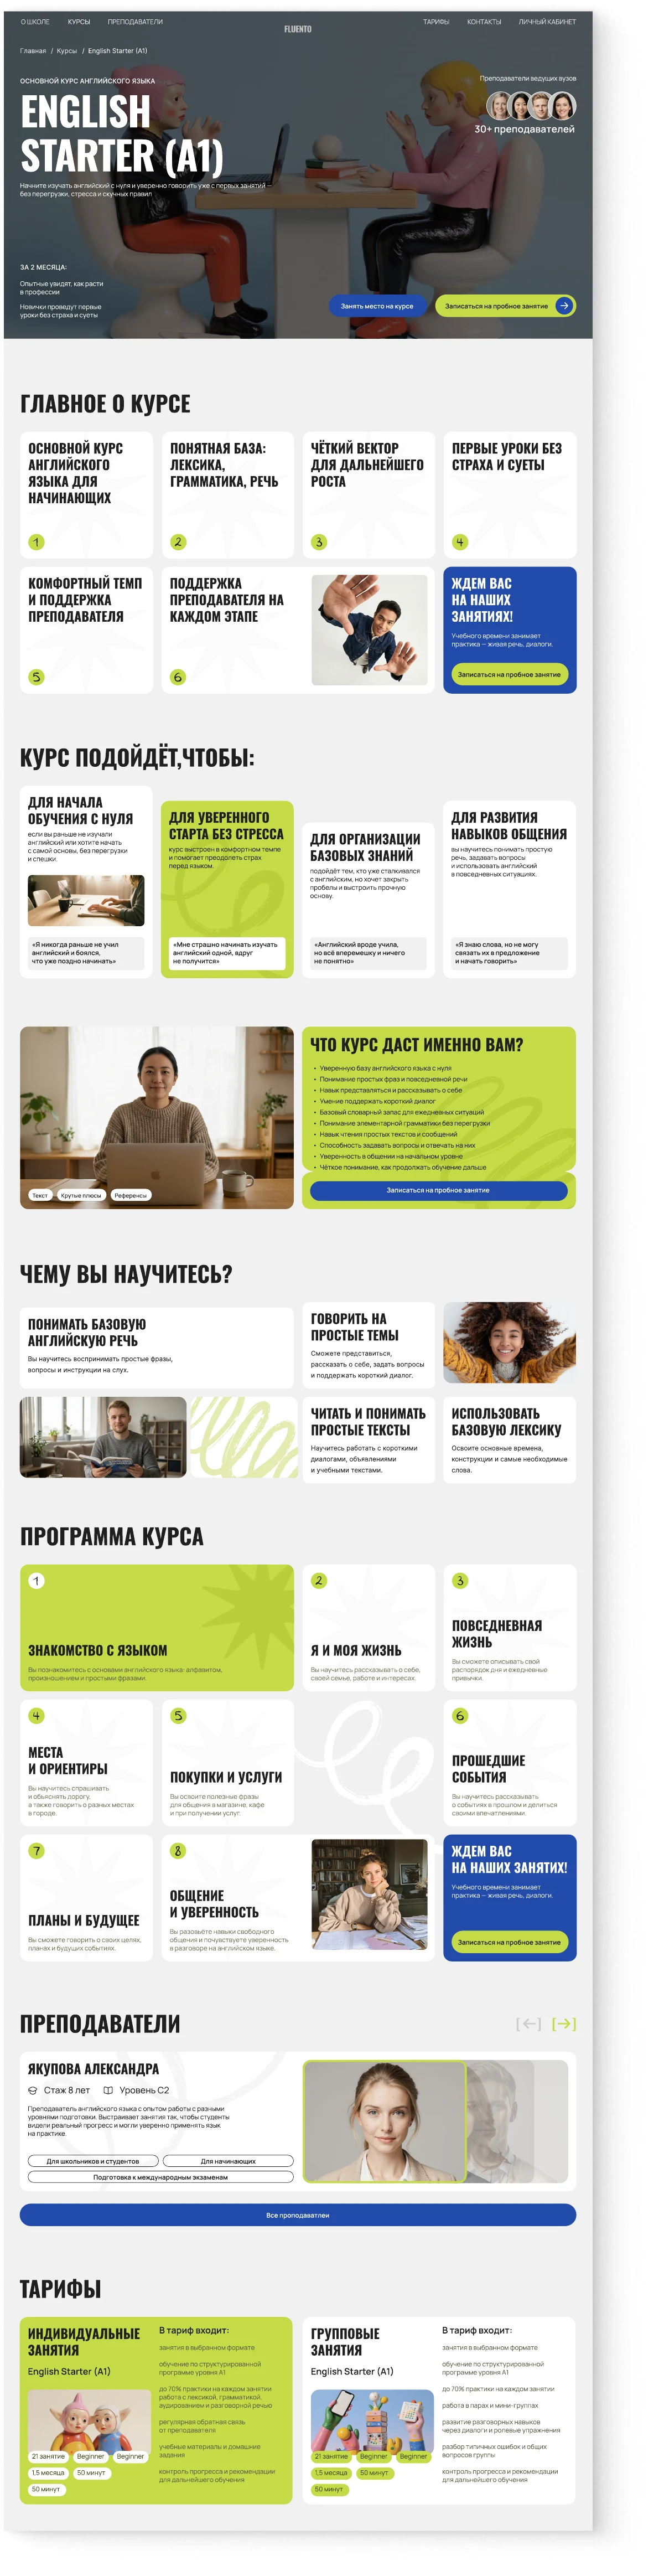 О ШКОЛЕ КУРСЫ ПРЕПОДАВАТЕЛИ FLUENTO ТАРИФЫ КОНТАКТЫ ЛИЧНЫЙ КАБИНЕТ
Главная / Курсы / English Starter (A1)
ОСНОВНОЙ КУРС АНГЛИЙСКОГО ЯЗЫКА
ENGLISH
STARTER (A1)
Начните изучать английский с нуля и уверенно говорить уже с первых занятий —
без перегрузки, стресса и скучных правил
Преподаватели ведущих вузов
30+ преподавателей
ЗА 2 МЕСЯЦА:
Опытные увидят, как расти
в профессии
Новички проведут первые
уроки без страха и суеты
Занять место на курсе
Записаться на пробное занятие
ГЛАВНОЕ О КУРСЕ
ОСНОВНОЙ КУРС
АНГЛИЙСКОГО
ЯЗЫКА ДЛЯ
НАЧИНАЮЩИХ
1
ПОНЯТНАЯ БАЗА:
ЛЕКСИКА,
ГРАММАТИКА, РЕЧЬ
2
ЧЁТКИЙ ВЕКТОР
ДЛЯ ДАЛЬНЕЙШЕГО
РОСТА
3
ПЕРВЫЕ УРОКИ БЕЗ
СТРАХА И СУЕТЫ
4
КОМФОРТНЫЙ ТЕМП
И ПОДДЕРЖКА
ПРЕПОДАВАТЕЛЯ
5
ПОДДЕРЖКА
ПРЕПОДАВАТЕЛЯ НА
КАЖДОМ ЭТАПЕ
6
ЖДЕМ ВАС
НА НАШИХ
ЗАНЯТИЯХ!
Учебного времени занимает
практика — живая речь, диалоги.
Записаться на пробное занятие
КУРС ПОДОЙДЁТ,ЧТОБЫ:
ДЛЯ НАЧАЛА
ОБУЧЕНИЯ С НУЛЯ
если вы раньше не изучали
английский или хотите начать
с самой основы, без перегрузки
и спешки.
«Я никогда раньше не учил
английский и боялся,
что уже поздно начинать»
ДЛЯ УВЕРЕННОГО
СТАРТА БЕЗ СТРЕССА
курс выстроен в комфортном темпе
и помогает преодолеть страх
перед языком.
«Мне страшно начинать изучать
английский одной, вдруг
не получится»
ДЛЯ ОРГАНИЗАЦИИ
БАЗОВЫХ ЗНАНИЙ
подойдёт тем, кто уже сталкивался
с английским, но хочет закрыть
пробелы и выстроить прочную
основу.
«Английский вроде учила,
но всё вперемешку и ничего
не понятно»
ДЛЯ РАЗВИТИЯ
НАВЫКОВ ОБЩЕНИЯ
вы научитесь понимать простую
речь, задавать вопросы
и использовать английский
в повседневных ситуациях.
«Я знаю слова, но не могу
связать их в предложение
и начать говорить»
Текст Крутые плюсы Референсы
ЧТО КУРС ДАСТ ИМЕННО ВАМ?
• Уверенную базу английского языка с нуля
• Понимание простых фраз и повседневной речи
• Навык представляться и рассказывать о себе
• Умение поддержать короткий диалог
• Базовый словарный запас для ежедневных ситуаций
• Понимание элементарной грамматики без перегрузки
• Навык чтения простых текстов и сообщений
• Способность задавать вопросы и отвечать на них
• Уверенность в общении на начальном уровне
• Чёткое понимание, как продолжать обучение дальше
Записаться на пробное занятие
ЧЕМУ ВЫ НАУЧИТЕСЬ?
ПОНИМАТЬ БАЗОВУЮ
АНГЛИЙСКУЮ РЕЧЬ
Вы научитесь воспринимать простые фразы,
вопросы и инструкции на слух.
ГОВОРИТЬ НА
ПРОСТЫЕ ТЕМЫ
Сможете представиться,
рассказать о себе, задать вопросы
и поддержать короткий диалог.
ЧИТАТЬ И ПОНИМАТЬ
ПРОСТЫЕ ТЕКСТЫ
Научитесь работать с короткими
диалогами, объявлениями
и учебными текстами.
ИСПОЛЬЗОВАТЬ
БАЗОВУЮ ЛЕКСИКУ
Освоите основные времена,
конструкции и самые необходимые
слова.
ПРОГРАММА КУРСА
1
ЗНАКОМСТВО С ЯЗЫКОМ
Вы познакомитесь с основами английского языка: алфавитом,
произношением и простыми фразами.
2
Я И МОЯ ЖИЗНЬ
Вы научитесь рассказывать о себе,
своей семье, работе и интересах.
3
ПОВСЕДНЕВНАЯ
ЖИЗНЬ
Вы сможете описывать свой
распорядок дня и ежедневные
привычки.
4
МЕСТА
И ОРИЕНТИРЫ
Вы научитесь спрашивать
и объяснять дорогу,
а также говорить о разных местах
в городе.
5
ПОКУПКИ И УСЛУГИ
Вы освоите полезные фразы
для общения в магазине, кафе
и при получении услуг.
6
ПРОШЕДШИЕ
СОБЫТИЯ
Вы научитесь рассказывать
о событиях в прошлом и делиться
своими впечатлениями.
7
ПЛАНЫ И БУДУЩЕЕ
Вы сможете говорить о своих целях,
планах и будущих событиях.
8
ОБЩЕНИЕ
И УВЕРЕННОСТЬ
Вы разовьёте навыки свободного
общения и почувствуете уверенность
в разговоре на английском языке.
ЖДЕМ ВАС
НА НАШИХ ЗАНЯТИХ!
Учебного времени занимает
практика — живая речь, диалоги.
Записаться на пробное занятие
ПРЕПОДАВАТЕЛИ
ЯКУПОВА АЛЕКСАНДРА
Стаж 8 лет Уровень C2
Преподаватель английского языка с опытом работы с разными
уровнями подготовки. Выстраивает занятия так, чтобы студенты
видели реальный прогресс и могли уверенно применять язык
на практике.
Для школьников и студентов Для начинающих
Подготовка к международным экзаменам
Все проподаватлеи
ТАРИФЫ
ИНДИВИДУАЛЬНЫЕ
ЗАНЯТИЯ
English Starter (A1)
21 занятие Beginner Beginner
1,5 месяца 50 минут
50 минут
В тариф входит:
занятия в выбранном формате
обучение по структурированной
программе уровня A1
до 70% практики на каждом занятии
работа с лексикой, грамматикой,
аудированием и разговорной речью
регулярная обратная связь
от преподавателя
учебные материалы и домашние
задания
контроль прогресса и рекомендации
для дальнейшего обучения
ГРУППОВЫЕ
ЗАНЯТИЯ
English Starter (A1)
21 занятие Beginner Beginner
1,5 месяца 50 минут
50 минут
В тариф входит:
занятия в выбранном формате
обучение по структурированной
программе уровня A1
до 70% практики на каждом занятии
работа в парах и мини-группах
развитие разговорных навыков
через диалоги и ролевые упражнения
разбор типичных ошибок и общих
вопросов группы
контроль прогресса и рекомендации
для дальнейшего обучения